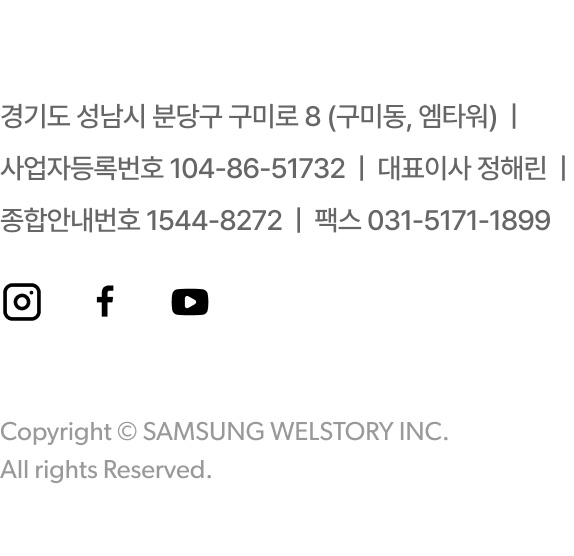 경기도 성남시 분당구 구미로 8 (구미동, 엠타워) |
사업자등록번호 104-86-51732 | 대표이사 정해린 |
종합안내번호 1544-8272 | 팩스 031-5171-1899
Copyright © SAMSUNG WELSTORY INC.
All rights Reserved.